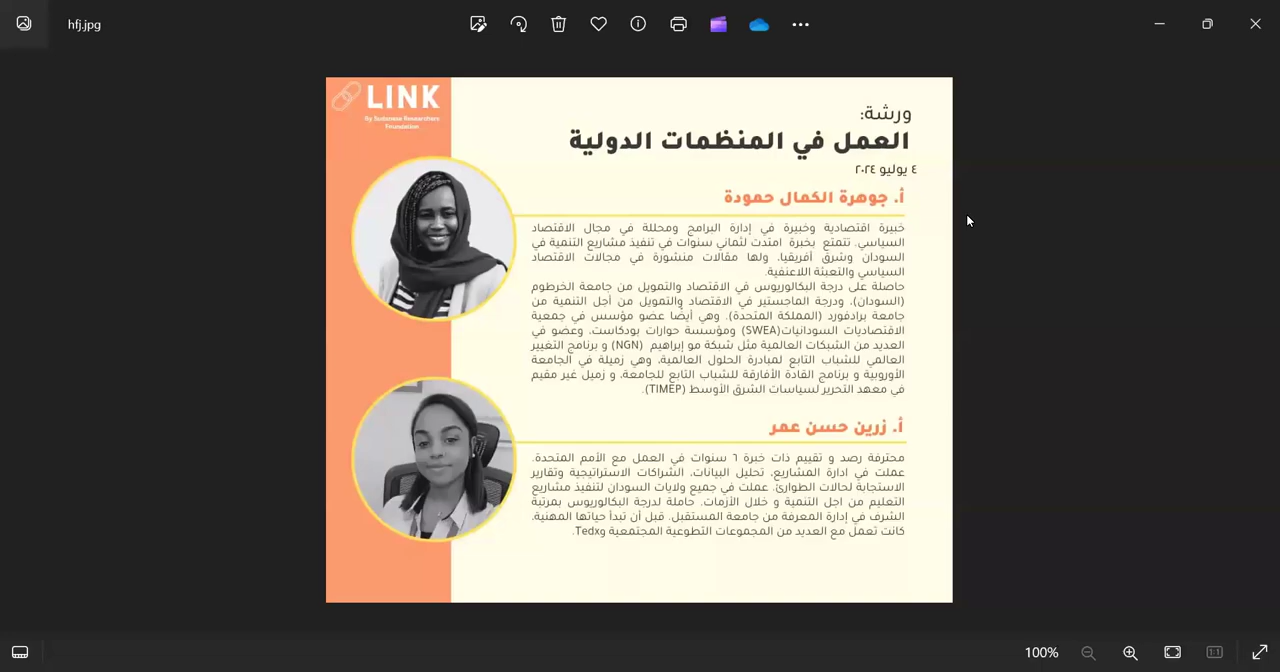 hfj.jpg
LINK
By Sudanese Researchers
Foundation
ورشة:
العمل في المنظمات الدولية
٤ يوليو ٢٠٢٤
أ. جوهرة الكمال حمودة
خبيرة اقتصادية وخبيرة في إدارة البرامج ومحللة في مجال الاقتصاد
السياسي. تتمتع بخبرة امتدت لثماني سنوات في تنفيذ مشاريع التنمية في
السودان وشرق أفريقيا، ولها مقالات منشورة في مجالات الاقتصاد
السياسي والتعبئة اللاعنفية.
حاصلة على درجة البكالوريوس في الاقتصاد والتمويل من جامعة الخرطوم
(السودان)، ودرجة الماجستير في الاقتصاد والتمويل من أجل التنمية من
جامعة برادفورد (المملكة المتحدة). وهي أيضًا عضو مؤسس في جمعية
الاقتصاديات السودانيات(SWEA) ومؤسسة حوارات بودكاست، وعضو في
العديد من الشبكات العالمية مثل شبكة مو إبراهيم (NGN) و برنامج التغيير
العالمي للشباب التابع لمبادرة الحلول العالمية، وهي زميلة في الجامعة
الأوروبية و برنامج القادة الأفارقة للشباب التابع للجامعة، و زميل غير مقيم
في معهد التحرير لسياسات الشرق الأوسط (TIMEP).
أ. زرين حسن عمر
محترفة رصد و تقييم ذات خبرة ٦ سنوات في العمل مع الأمم المتحدة.
عملت في ادارة المشاريع، تحليل البيانات، الشراكات الاستراتيجية وتقارير
الاستجابة لحالات الطوارئ. عملت في جميع ولايات السودان لتنفيذ مشاريع
التعليم من اجل التنمية و خلال الأزمات. حاملة لدرجة البكالوريوس بمرتبة
الشرف في إدارة المعرفة من جامعة المستقبل. قبل أن تبدأ حياتها المهنية،
كانت تعمل مع العديد من المجموعات التطوعية المجتمعية وTedx.
100%
1:1